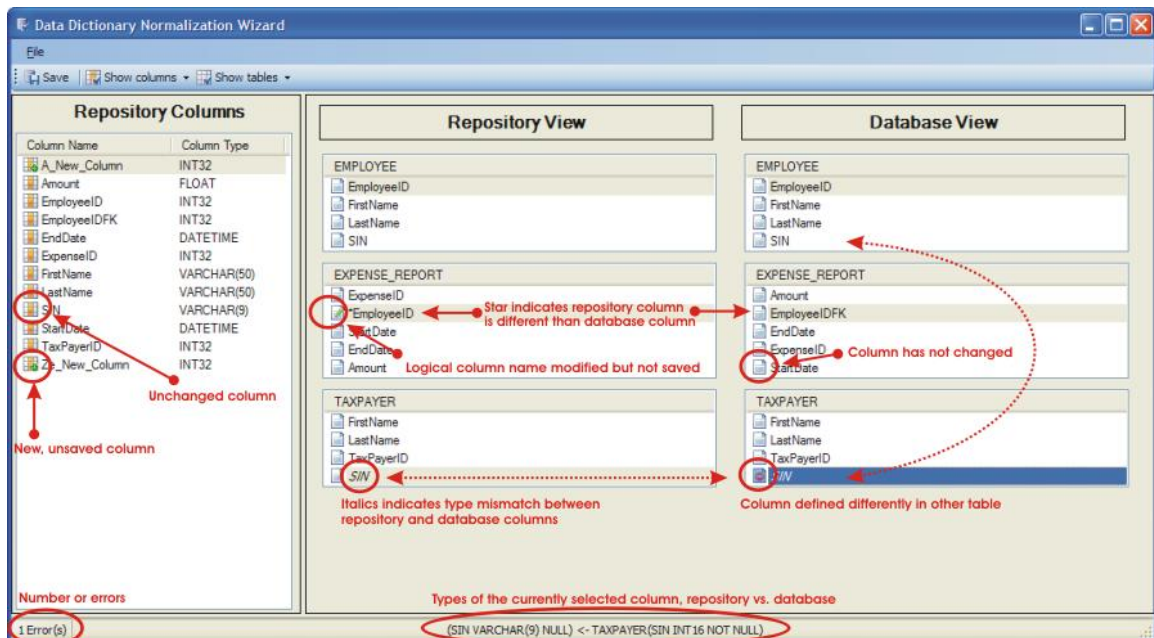 Data Dictionary Normalization Wizard
File
Save Show columns Show tables
Repository Columns
Column Name Column Type
A_New_Column INT32
Amount FLOAT
EmployeeID INT32
EmployeeIDFK INT32
EndDate DATETIME
ExpenseID INT32
FirstName VARCHAR(50)
LastName VARCHAR(50)
SIN VARCHAR(9)
StartDate DATETIME
TaxPayerID INT32
Ze_New_Column INT32
Unchanged column
New, unsaved column
Number or errors
1 Error(s)
Repository View
EMPLOYEE
EmployeeID
FirstName
LastName
SIN
EXPENSE_REPORT
ExpenseID
*EmployeeID
StartDate
EndDate
Amount
Star indicates repository column
is different than database column
Logical column name modified but not saved
TAXPAYER
FirstName
LastName
TaxPayerID
SIN
Italics indicates type mismatch between
repository and database columns
Database View
EMPLOYEE
EmployeeID
FirstName
LastName
SIN
EXPENSE_REPORT
Amount
EmployeeIDFK
EndDate
ExpenseID
StartDate
Column has not changed
TAXPAYER
FirstName
LastName
TaxPayerID
SIN
Column defined differently in other table
Types of the currently selected column, repository vs. database
(SIN VARCHAR(9) NULL) <- TAXPAYER(SIN INT16 NOT NULL)